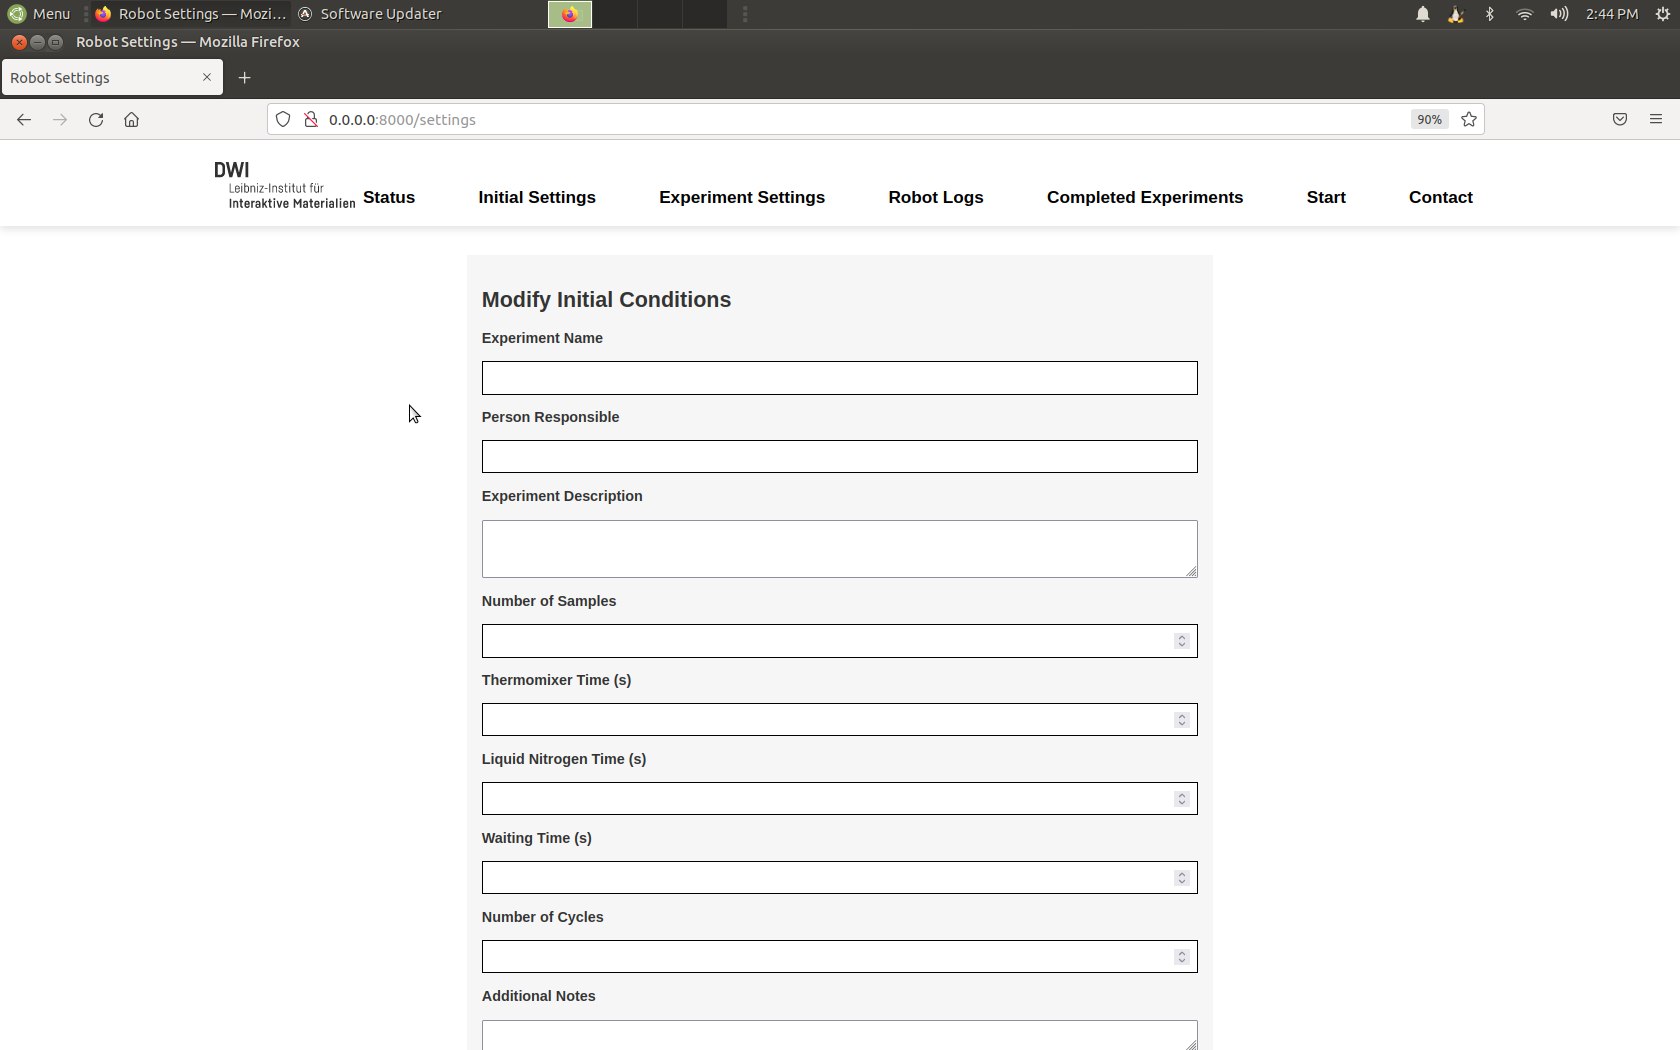 Menu Robot Settings — Mozi... Software Updater 2:44 PM
Robot Settings — Mozilla Firefox
Robot Settings
0.0.0.0:8000/settings 90%
DWI
Leibniz-Institut für
Interaktive Materialien
Status Initial Settings Experiment Settings Robot Logs Completed Experiments Start Contact
Modify Initial Conditions
Experiment Name
Person Responsible
Experiment Description
Number of Samples
Thermomixer Time (s)
Liquid Nitrogen Time (s)
Waiting Time (s)
Number of Cycles
Additional Notes